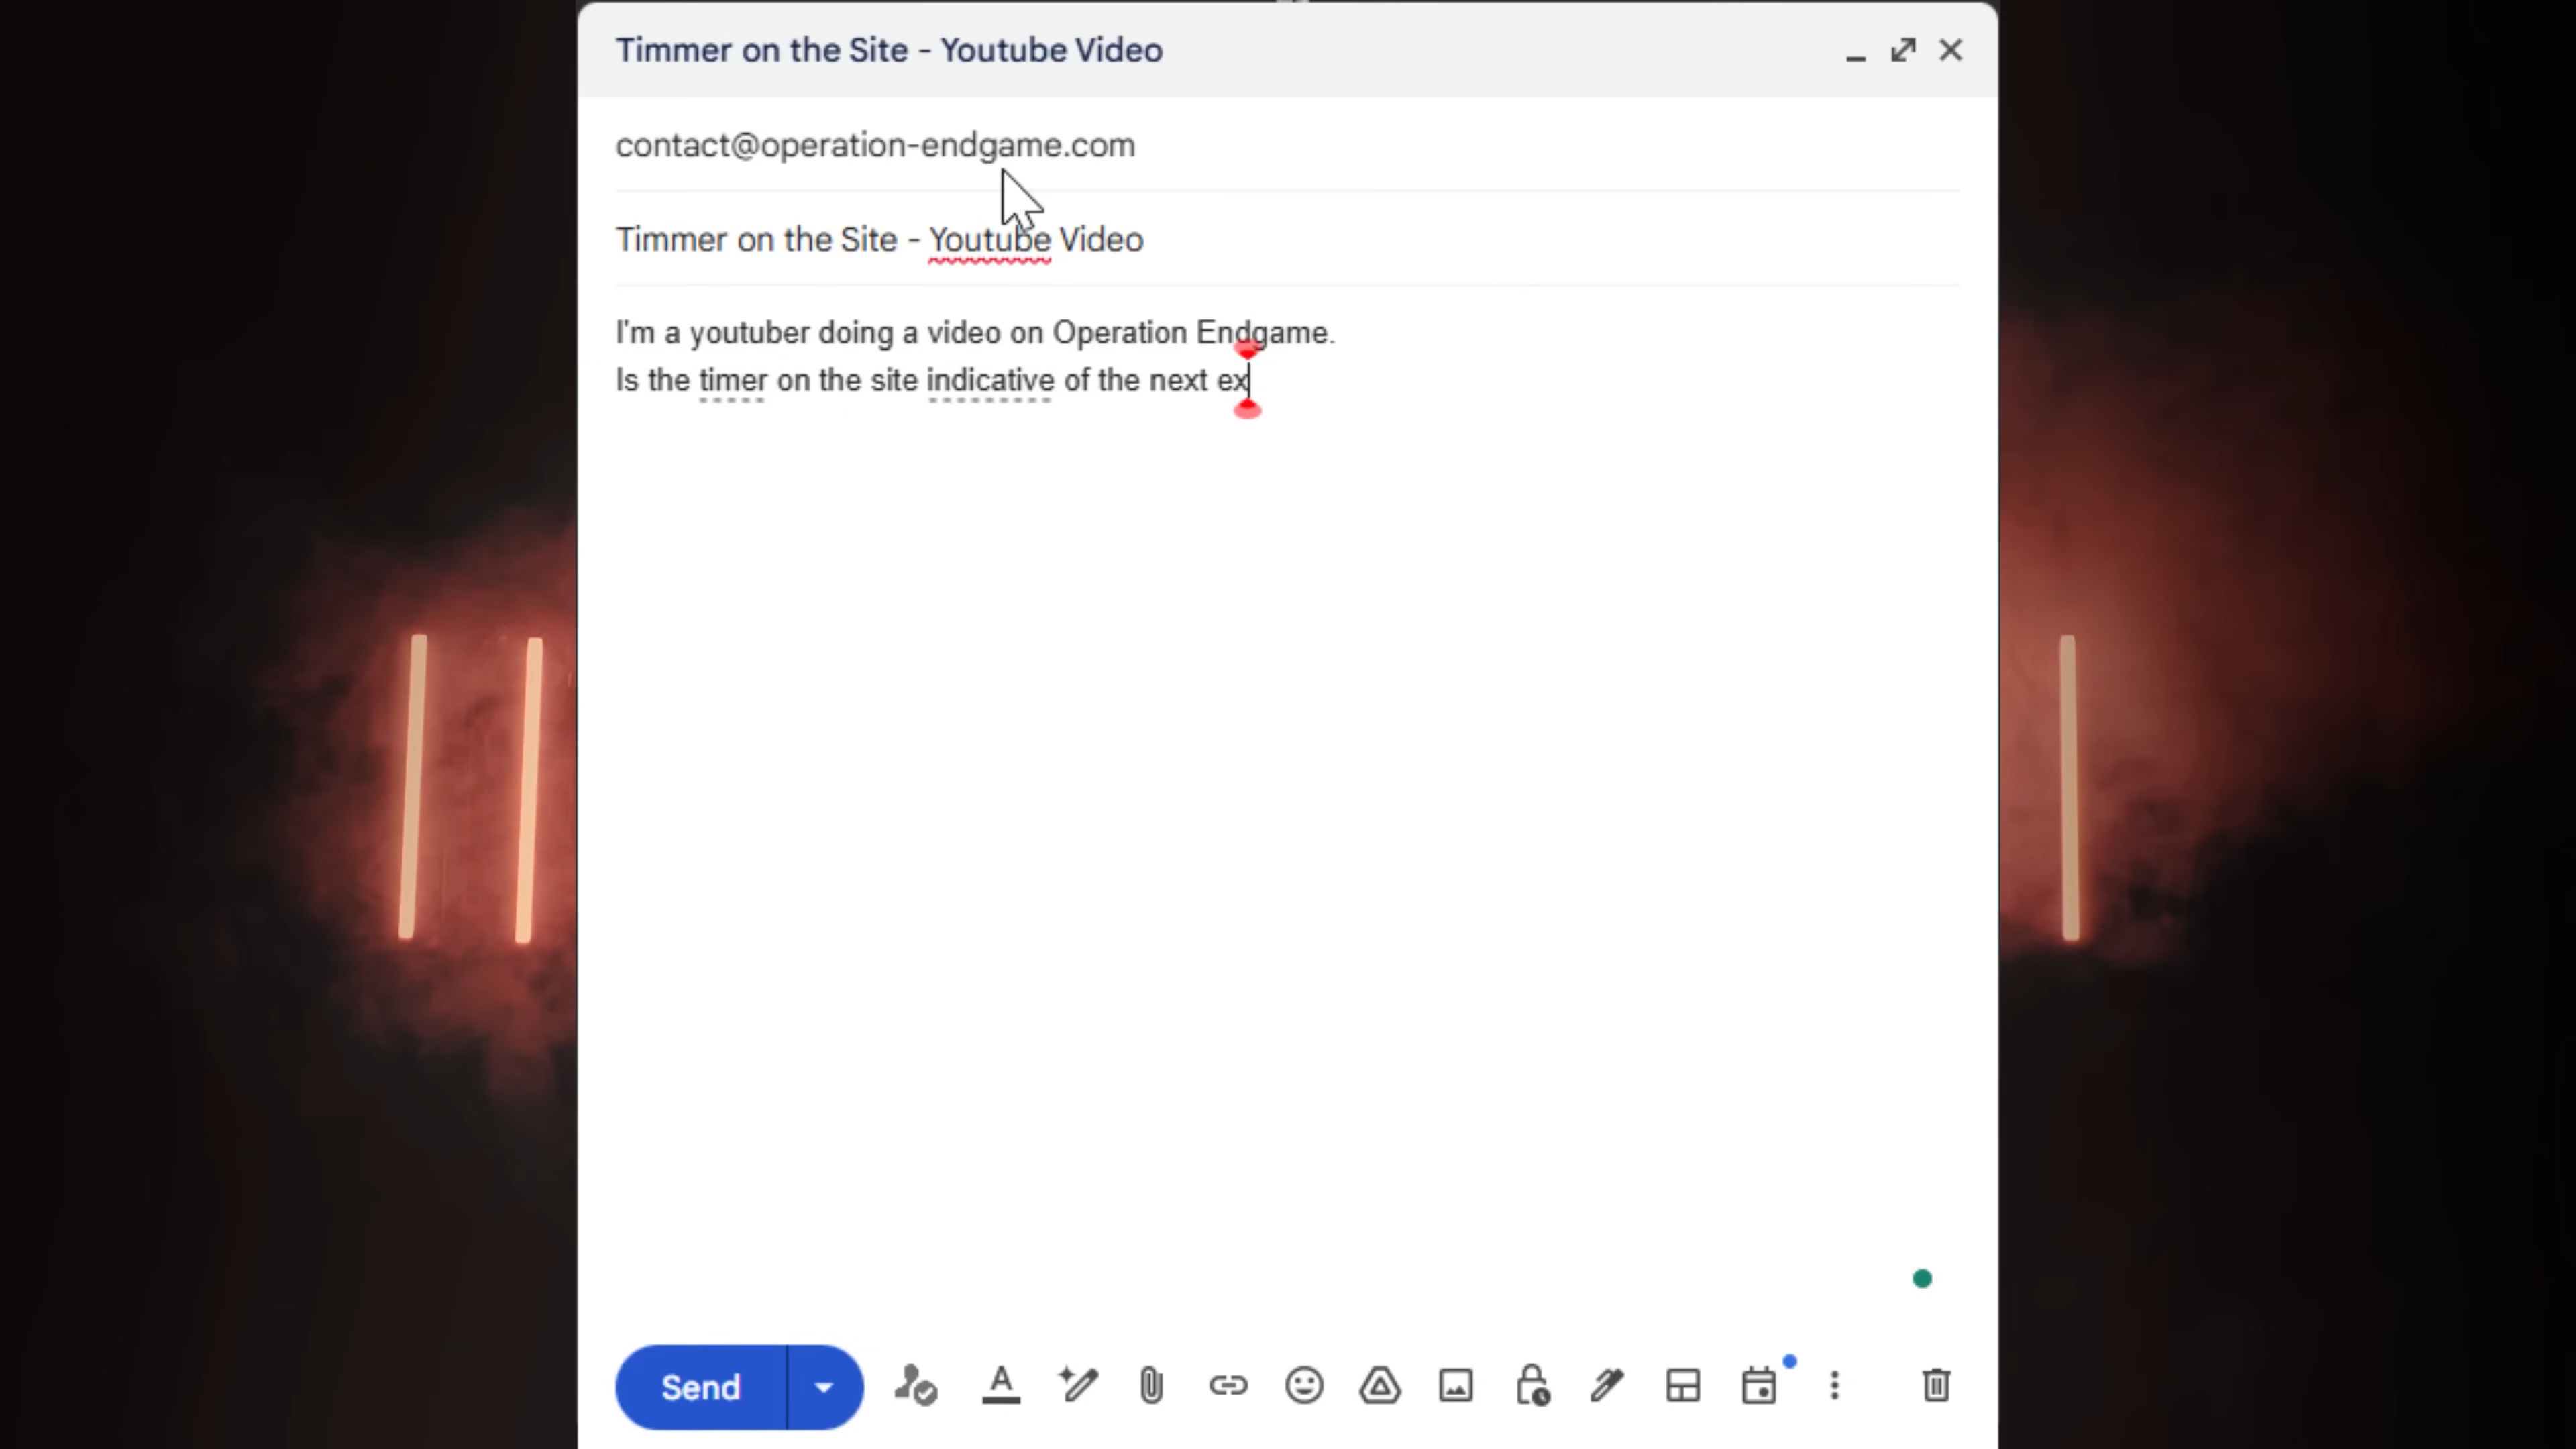 Timmer on the Site - Youtube Video
contact@operation-endgame.com
Timmer on the Site - Youtube Video
I'm a youtuber doing a video on Operation Endgame.
Is the timer on the site indicative of the next ex
Send